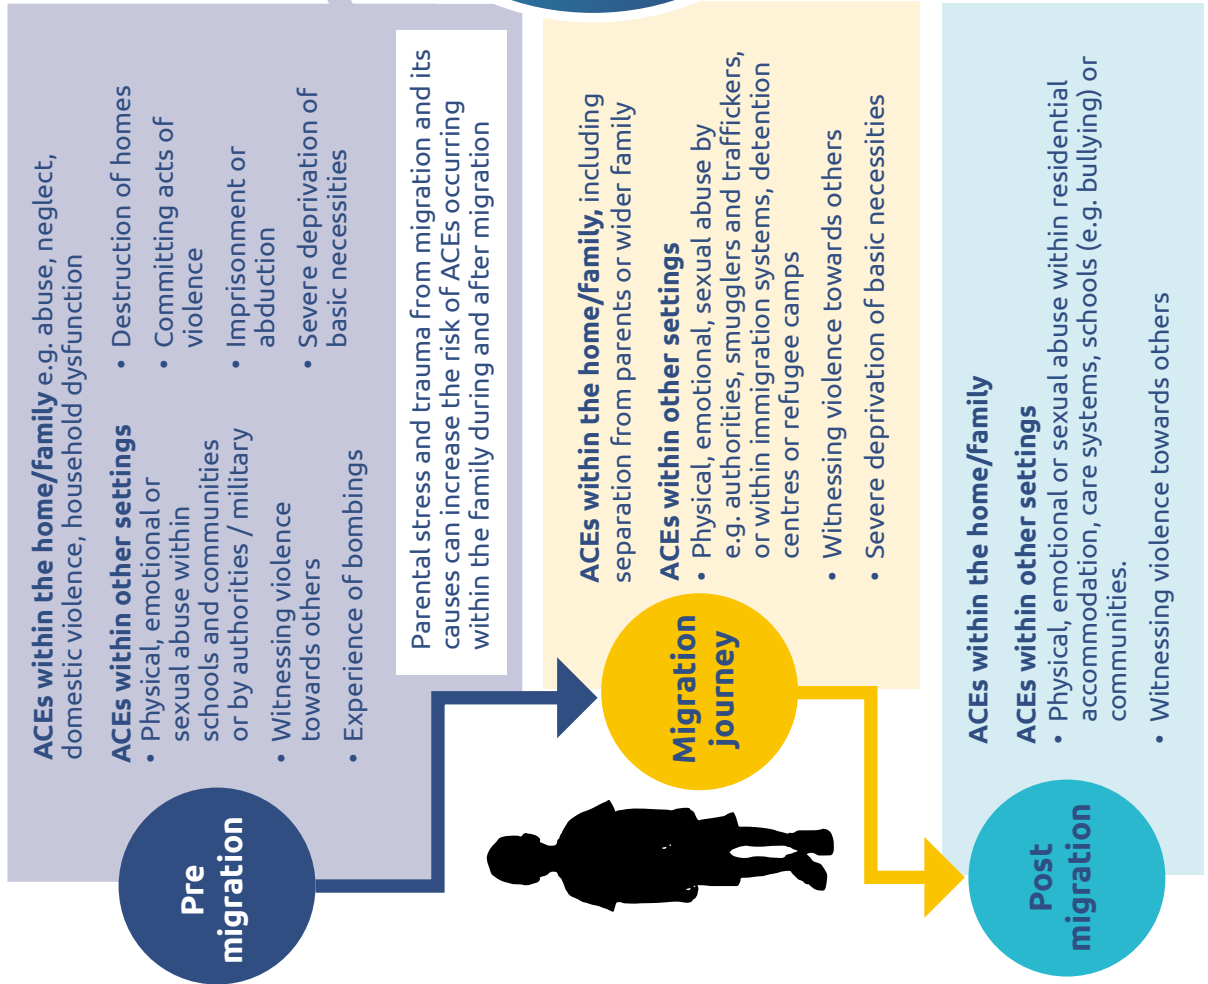 Pre
migration
ACEs within the home/family e.g. abuse, neglect,
domestic violence, household dysfunction
ACEs within other settings
• Physical, emotional or
sexual abuse within
schools and communities
or by authorities / military
• Witnessing violence
towards others
• Experience of bombings
• Destruction of homes
• Committing acts of
violence
• Imprisonment or
abduction
• Severe deprivation of
basic necessities
Parental stress and trauma from migration and its
causes can increase the risk of ACEs occurring
within the family during and after migration
Migration
journey
ACEs within the home/family, including
separation from parents or wider family
ACEs within other settings
• Physical, emotional, sexual abuse by
e.g. authorities, smugglers and traffickers,
or within immigration systems, detention
centres or refugee camps
• Witnessing violence towards others
• Severe deprivation of basic necessities
Post
migration
ACEs within the home/family
ACEs within other settings
• Physical, emotional or sexual abuse within residential
accommodation, care systems, schools (e.g. bullying) or
communities.
• Witnessing violence towards others